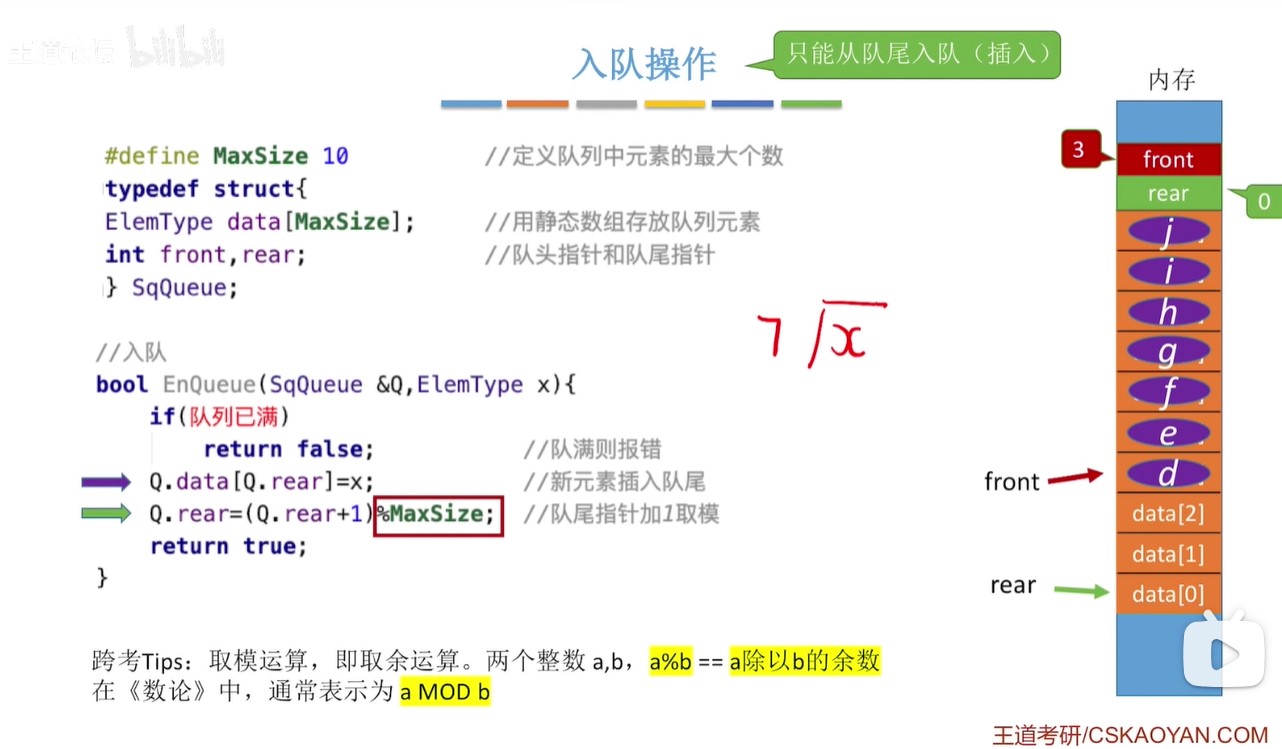 王道论坛 bilibili
入队操作
只能从队尾入队（插入）
内存
#define MaxSize 10 //定义队列中元素的最大个数
typedef struct{
ElemType data[MaxSize]; //用静态数组存放队列元素
int front,rear; //队头指针和队尾指针
} SqQueue;
//入队
bool EnQueue(SqQueue &Q,ElemType x){
if(队列已满)
return false; //队满则报错
Q.data[Q.rear]=x; //新元素插入队尾
Q.rear=(Q.rear+1)%MaxSize; //队尾指针加1取模
return true;
}
7 x
3
front
rear
0
j
i
h
g
f
e
front d
data[2]
data[1]
rear data[0]
跨考Tips：取模运算，即取余运算。两个整数 a,b，a%b == a除以b的余数
在《数论》中，通常表示为 a MOD b
王道考研/CSKAOYAN.COM